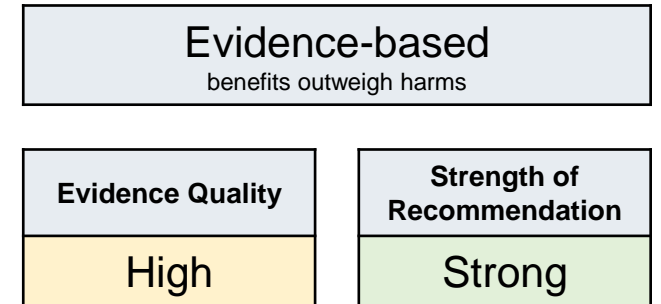 Evidence-based
benefits outweigh harms
Evidence Quality
Strength of
Recommendation
High
Strong